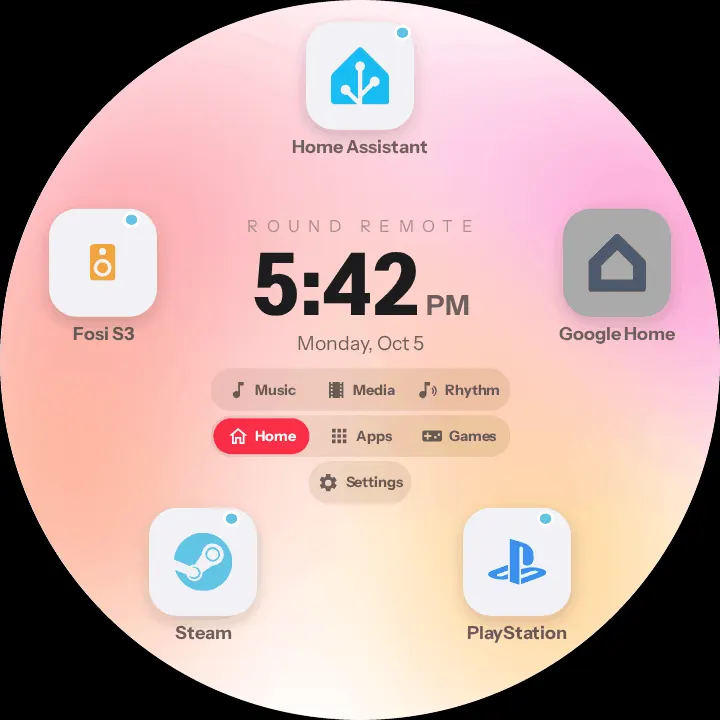 Home Assistant
ROUND REMOTE
5:42 PM
Monday, Oct 5
Fosi S3
Google Home
Music Media Rhythm
Home Apps Games
Settings
Steam
PlayStation